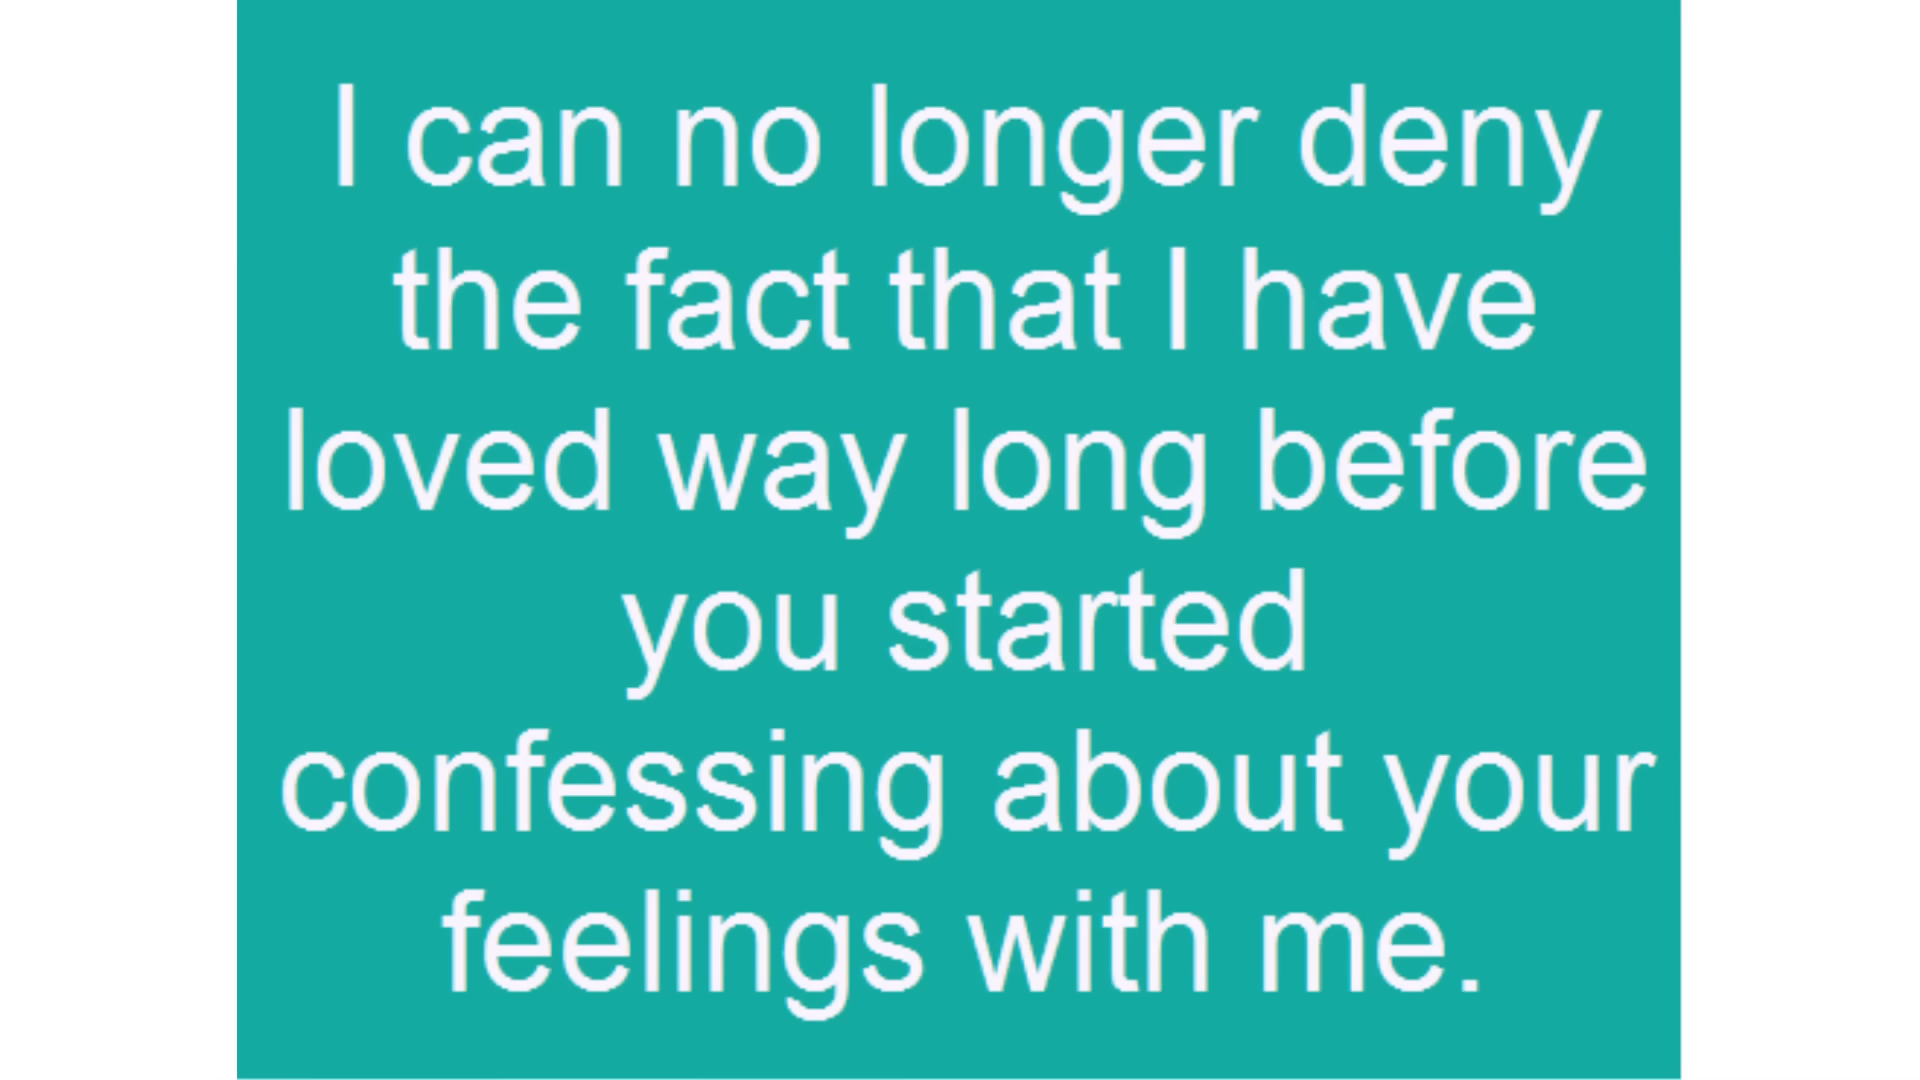 I can no longer deny
the fact that I have
loved way long before
you started
confessing about your
feelings with me.